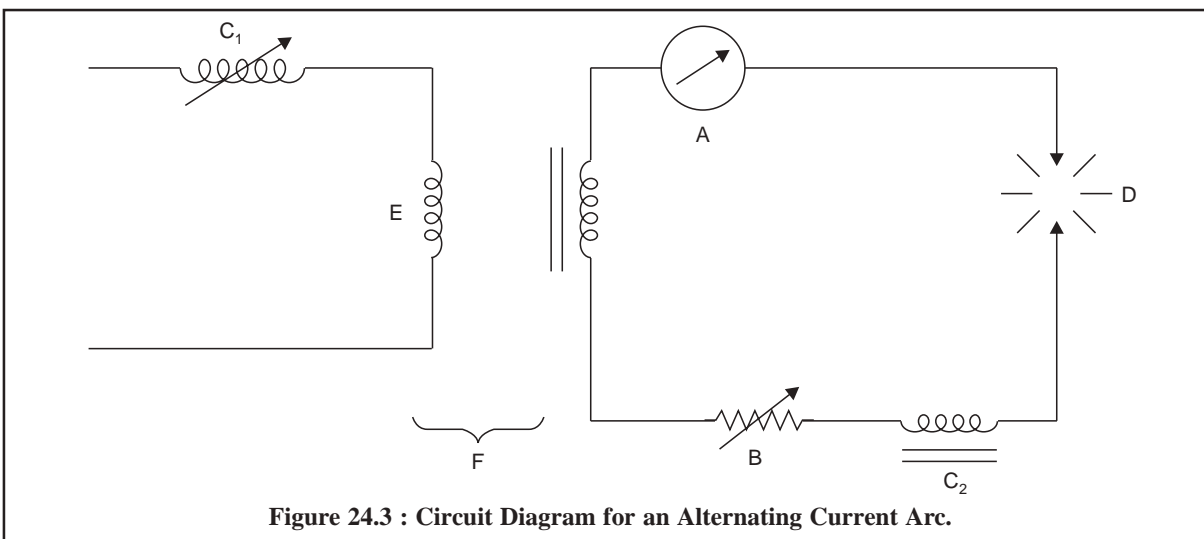 C₁
A
E
D
F
B
C₂
Figure 24.3 : Circuit Diagram for an Alternating Current Arc.